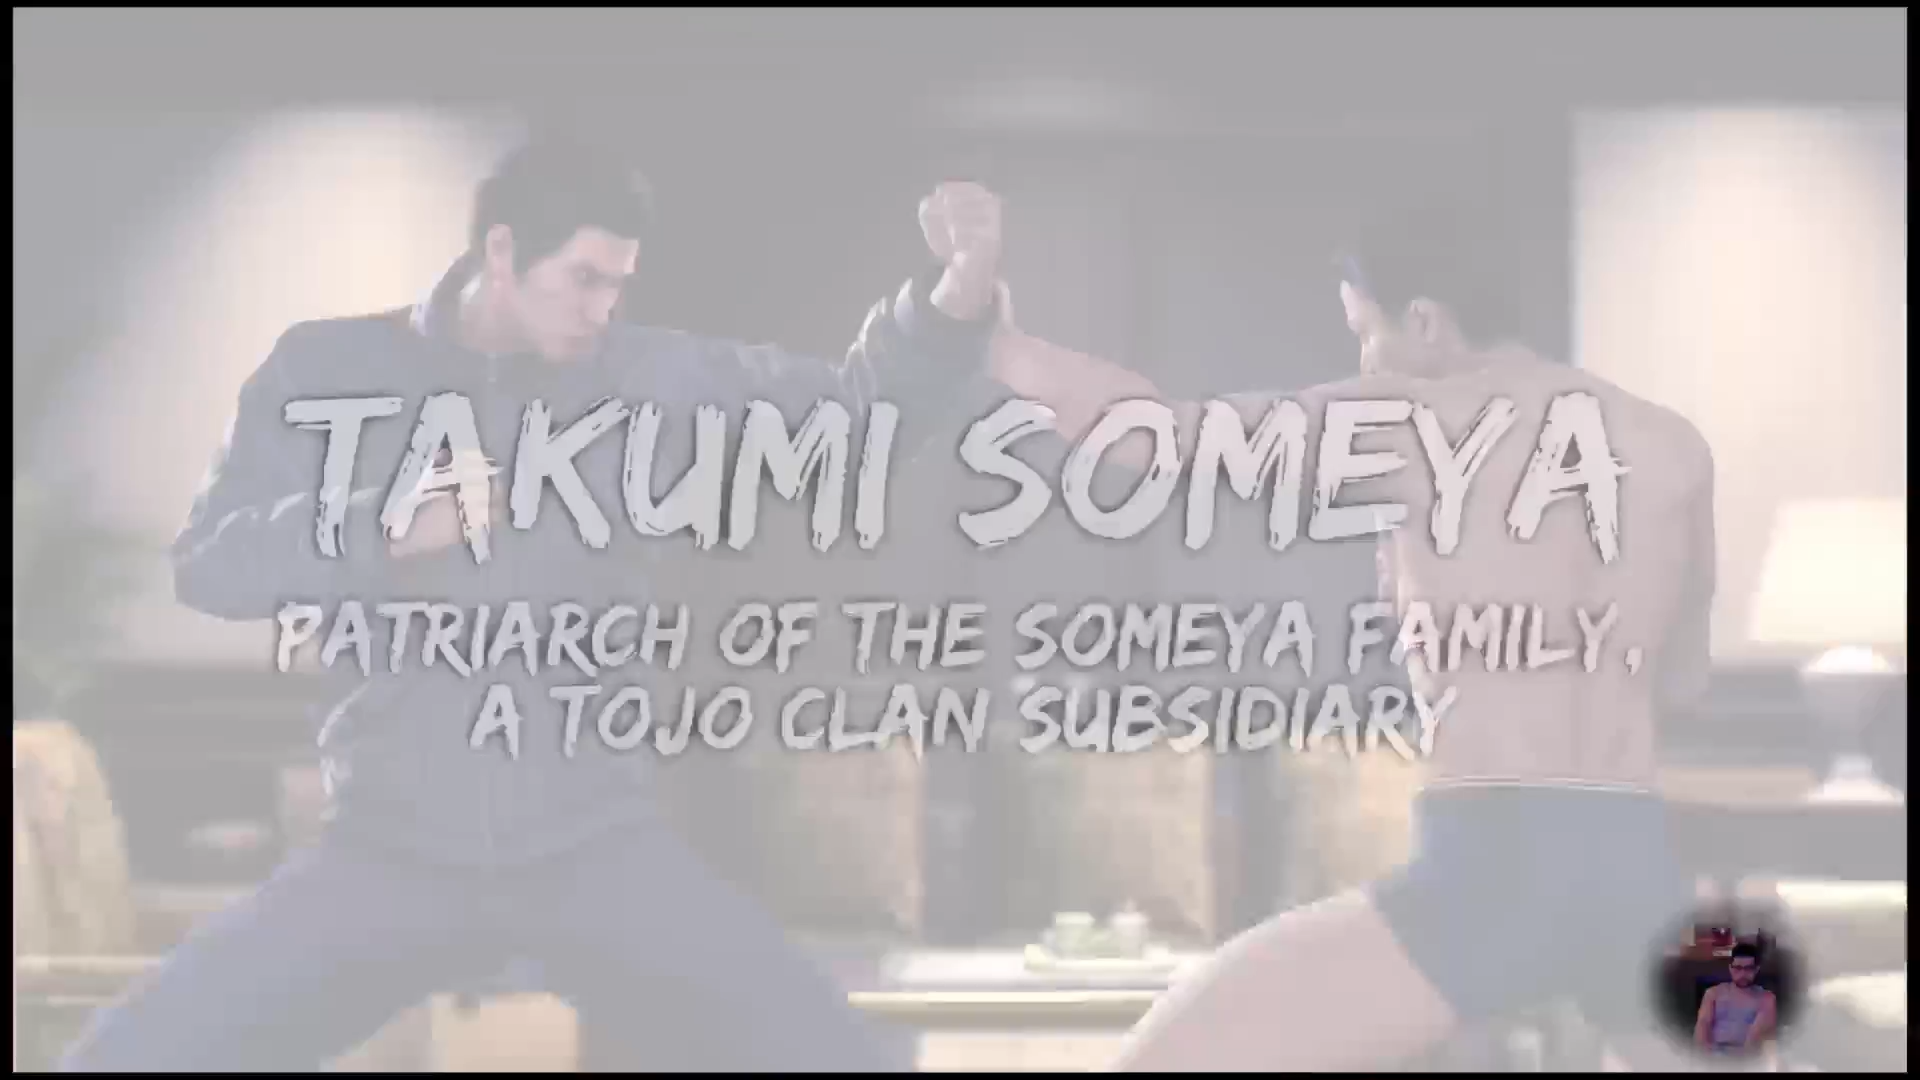 TAKUMI SOMEYA
PATRIARCH OF THE SOMEYA FAMILY,
A TOJO CLAN SUBSIDIARY